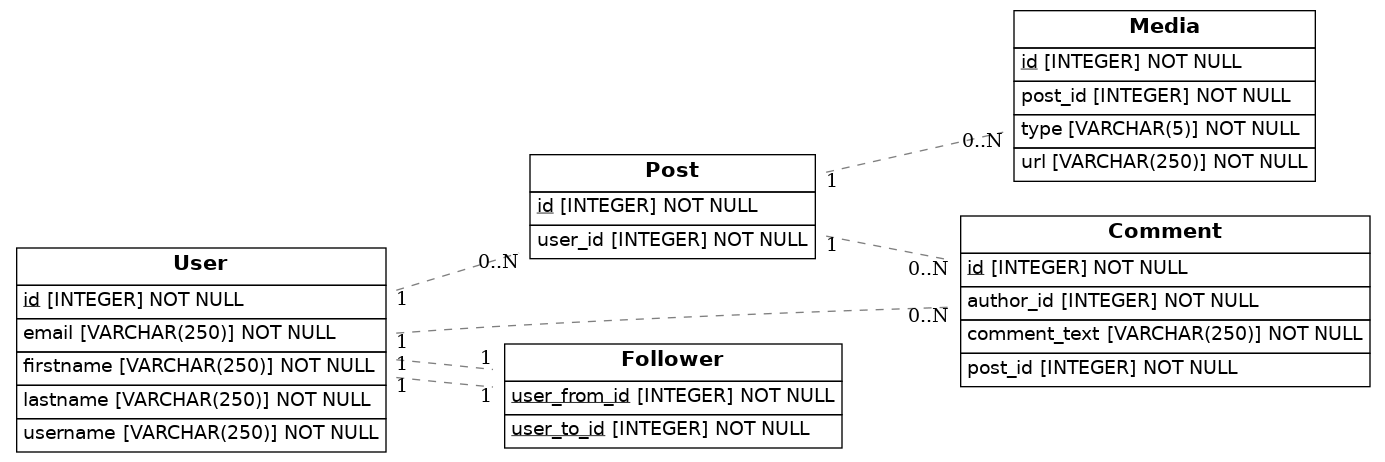 Media
id [INTEGER] NOT NULL
post_id [INTEGER] NOT NULL
type [VARCHAR(5)] NOT NULL
url [VARCHAR(250)] NOT NULL
0..N
1
Post
id [INTEGER] NOT NULL
user_id [INTEGER] NOT NULL
1
0..N
Comment
id [INTEGER] NOT NULL
author_id [INTEGER] NOT NULL
comment_text [VARCHAR(250)] NOT NULL
post_id [INTEGER] NOT NULL
0..N
0..N
User
id [INTEGER] NOT NULL
email [VARCHAR(250)] NOT NULL
firstname [VARCHAR(250)] NOT NULL
lastname [VARCHAR(250)] NOT NULL
username [VARCHAR(250)] NOT NULL
1
1
1
1
1
1
Follower
user_from_id [INTEGER] NOT NULL
user_to_id [INTEGER] NOT NULL